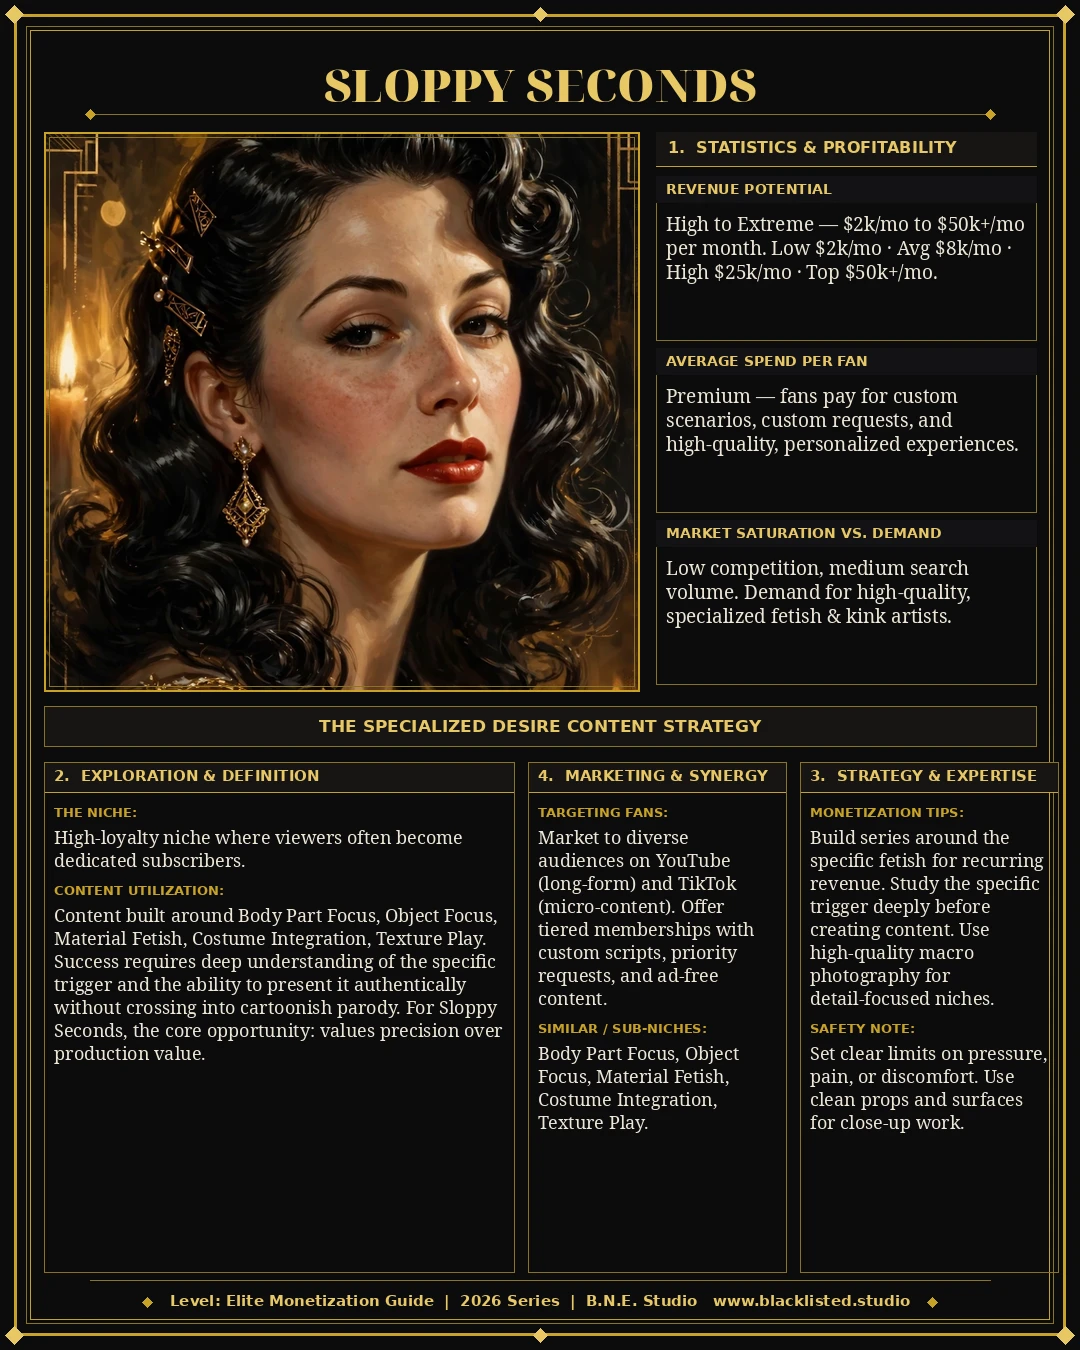 SLOPPY SECONDS
1. STATISTICS & PROFITABILITY
REVENUE POTENTIAL
High to Extreme — $2k/mo to $50k+/mo
per month. Low $2k/mo · Avg $8k/mo ·
High $25k/mo · Top $50k+/mo.
AVERAGE SPEND PER FAN
Premium — fans pay for custom
scenarios, custom requests, and
high-quality, personalized experiences.
MARKET SATURATION VS. DEMAND
Low competition, medium search
volume. Demand for high-quality,
specialized fetish & kink artists.
THE SPECIALIZED DESIRE CONTENT STRATEGY
2. EXPLORATION & DEFINITION
THE NICHE:
High-loyalty niche where viewers often become
dedicated subscribers.
CONTENT UTILIZATION:
Content built around Body Part Focus, Object Focus,
Material Fetish, Costume Integration, Texture Play.
Success requires deep understanding of the specific
trigger and the ability to present it authentically
without crossing into cartoonish parody. For Sloppy
Seconds, the core opportunity: values precision over
production value.
4. MARKETING & SYNERGY
TARGETING FANS:
Market to diverse
audiences on YouTube
(long-form) and TikTok
(micro-content). Offer
tiered memberships with
custom scripts, priority
requests, and ad-free
content.
SIMILAR / SUB-NICHES:
Body Part Focus, Object
Focus, Material Fetish,
Costume Integration,
Texture Play.
3. STRATEGY & EXPERTISE
MONETIZATION TIPS:
Build series around the
specific fetish for recurring
revenue. Study the specific
trigger deeply before
creating content. Use
high-quality macro
photography for
detail-focused niches.
SAFETY NOTE:
Set clear limits on pressure,
pain, or discomfort. Use
clean props and surfaces
for close-up work.
Level: Elite Monetization Guide | 2026 Series | B.N.E. Studio www.blacklisted.studio